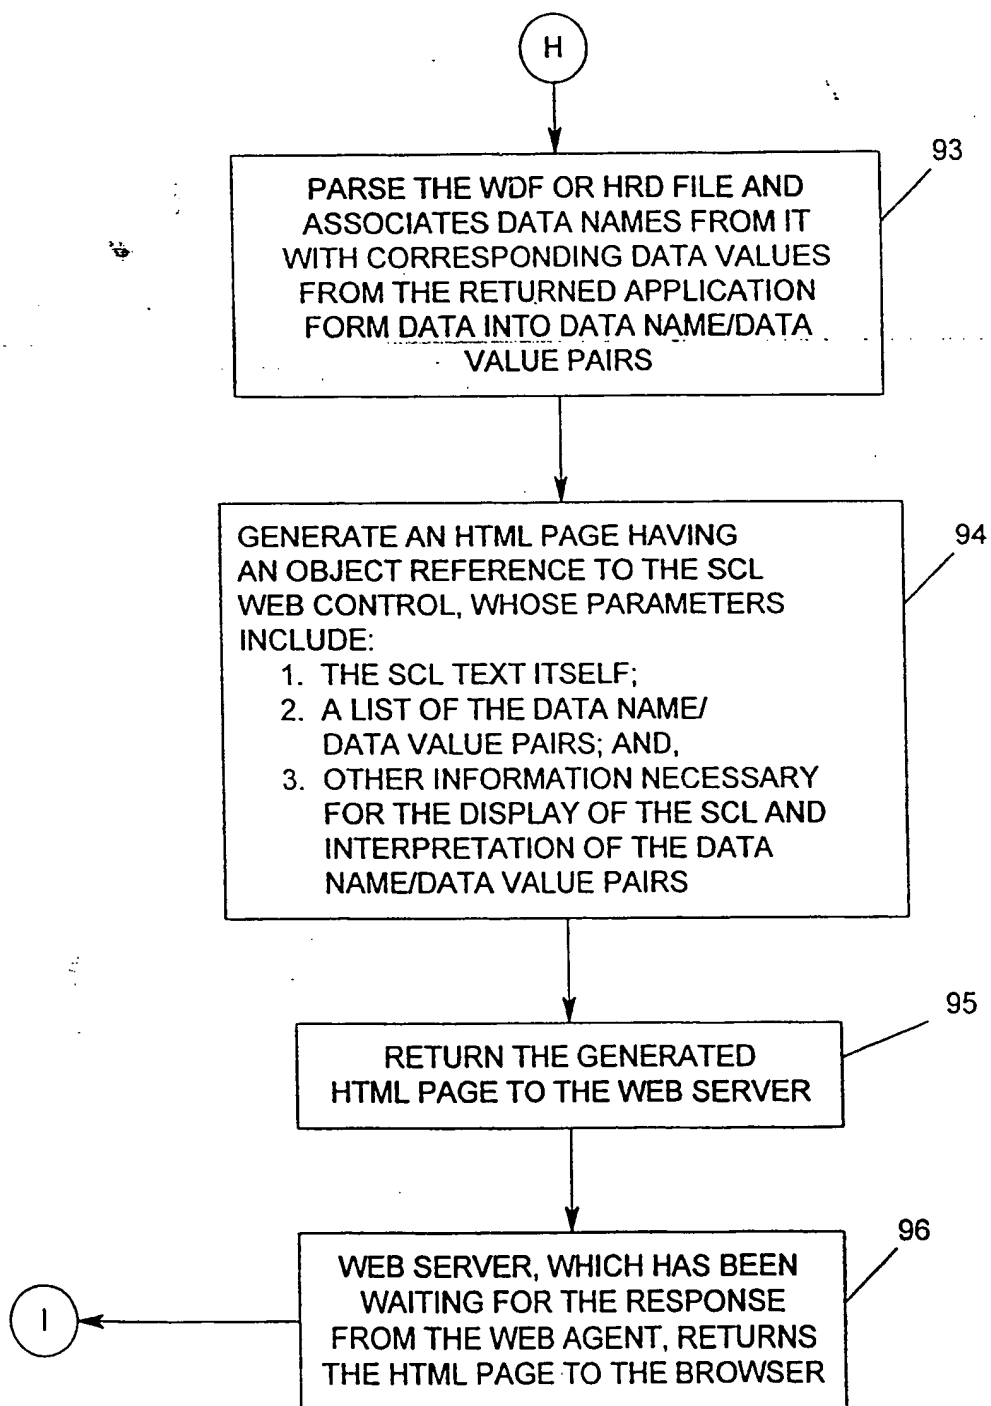 H
93
PARSE THE WDF OR HRD FILE AND
ASSOCIATES DATA NAMES FROM IT
WITH CORRESPONDING DATA VALUES
FROM THE RETURNED APPLICATION
FORM DATA INTO DATA NAME/DATA
VALUE PAIRS
94
GENERATE AN HTML PAGE HAVING
AN OBJECT REFERENCE TO THE SCL
WEB CONTROL, WHOSE PARAMETERS
INCLUDE:
1. THE SCL TEXT ITSELF;
2. A LIST OF THE DATA NAME/
DATA VALUE PAIRS; AND,
3. OTHER INFORMATION NECESSARY
FOR THE DISPLAY OF THE SCL AND
INTERPRETATION OF THE DATA
NAME/DATA VALUE PAIRS
95
RETURN THE GENERATED
HTML PAGE TO THE WEB SERVER
96
WEB SERVER, WHICH HAS BEEN
WAITING FOR THE RESPONSE
FROM THE WEB AGENT, RETURNS
THE HTML PAGE TO THE BROWSER
I